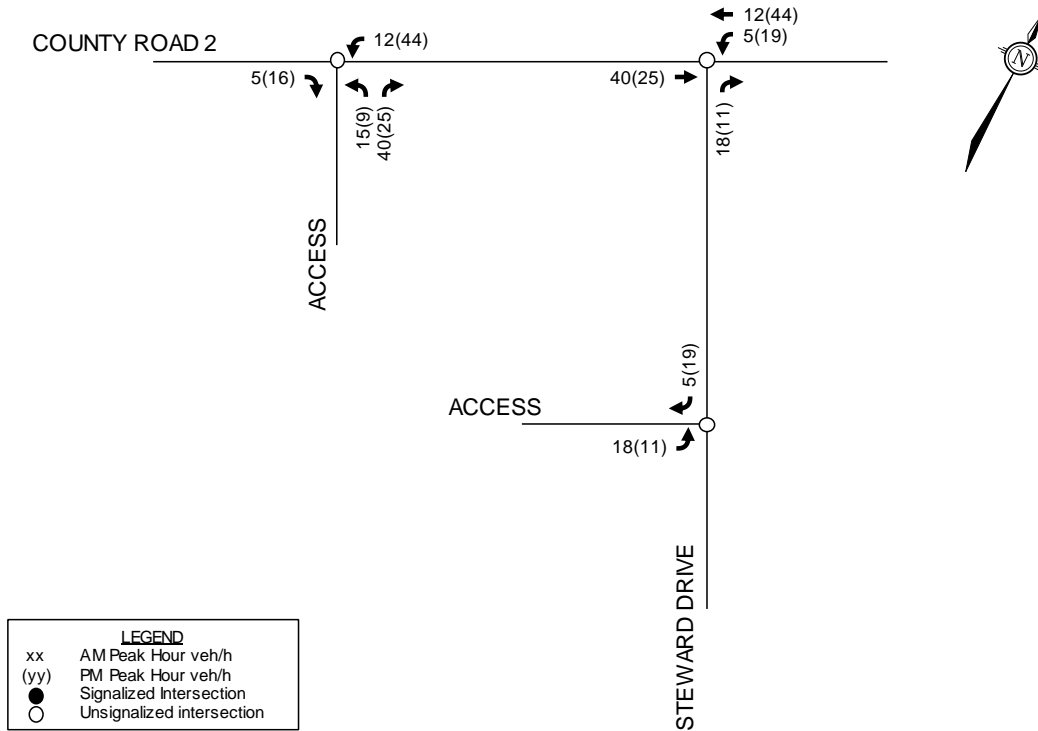 12(44)
5(19)
COUNTY ROAD 2
12(44)
5(16)
15(9)
40(25)
40(25)
18(11)
N
ACCESS
5(19)
ACCESS
18(11)
STEWARD DRIVE
LEGEND
xx AM Peak Hour veh/h
(yy) PM Peak Hour veh/h
Signalized Intersection
Unsignalized intersection